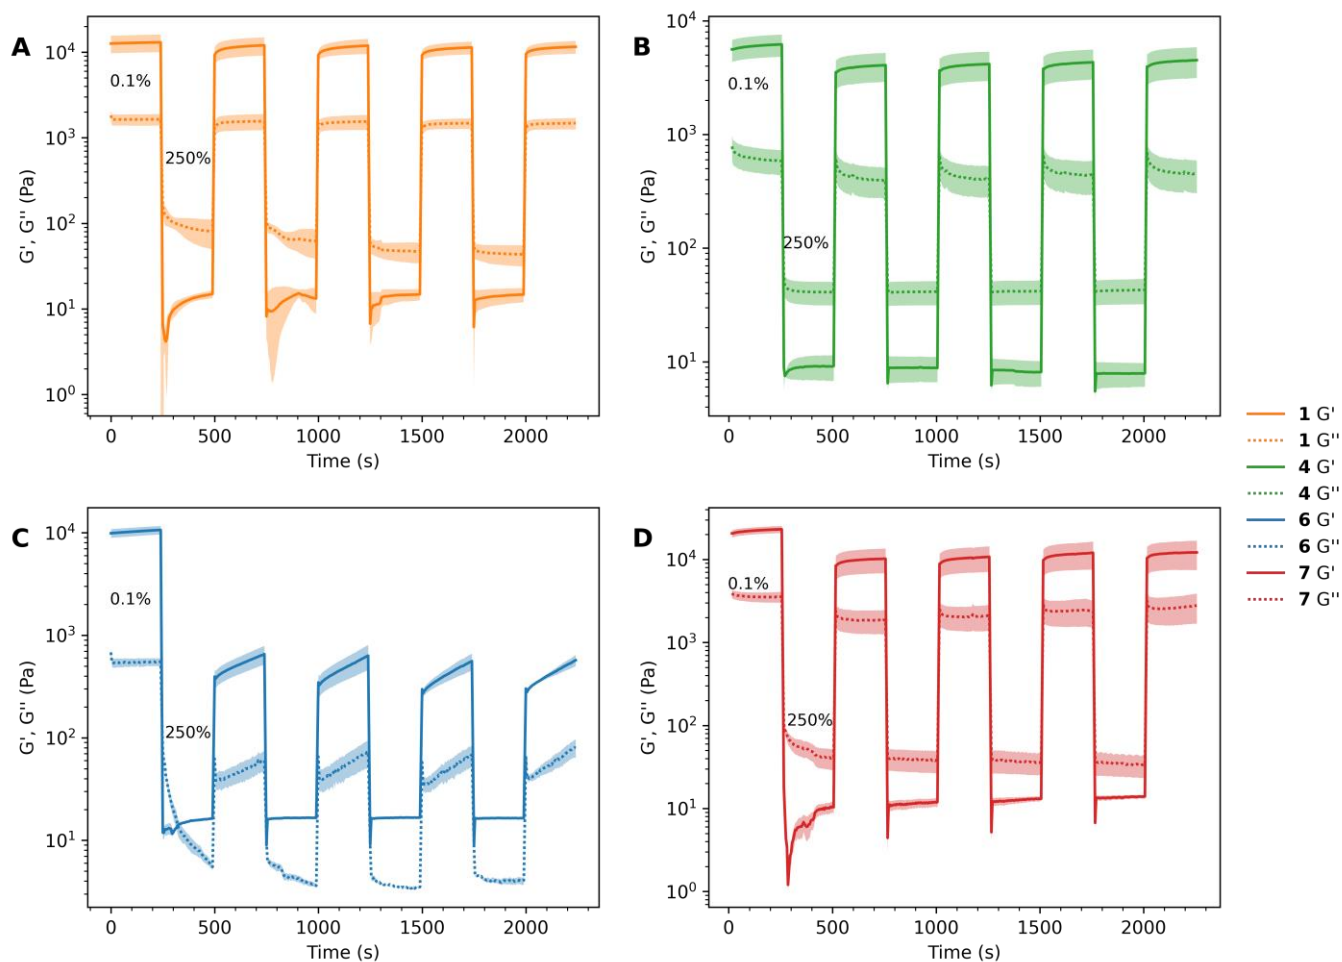 A
G', G'' (Pa)
10⁴
10³
10²
10¹
10⁰
0.1%
250%
0 500 1000 1500 2000
Time (s)
B
G', G'' (Pa)
10⁴
10³
10²
10¹
0.1%
250%
0 500 1000 1500 2000
Time (s)
1 G'
1 G''
4 G'
4 G''
6 G'
6 G''
7 G'
7 G''
C
G', G'' (Pa)
10⁴
10³
10²
10¹
0.1%
250%
0 500 1000 1500 2000
Time (s)
D
G', G'' (Pa)
10⁴
10³
10²
10¹
10⁰
0.1%
250%
0 500 1000 1500 2000
Time (s)